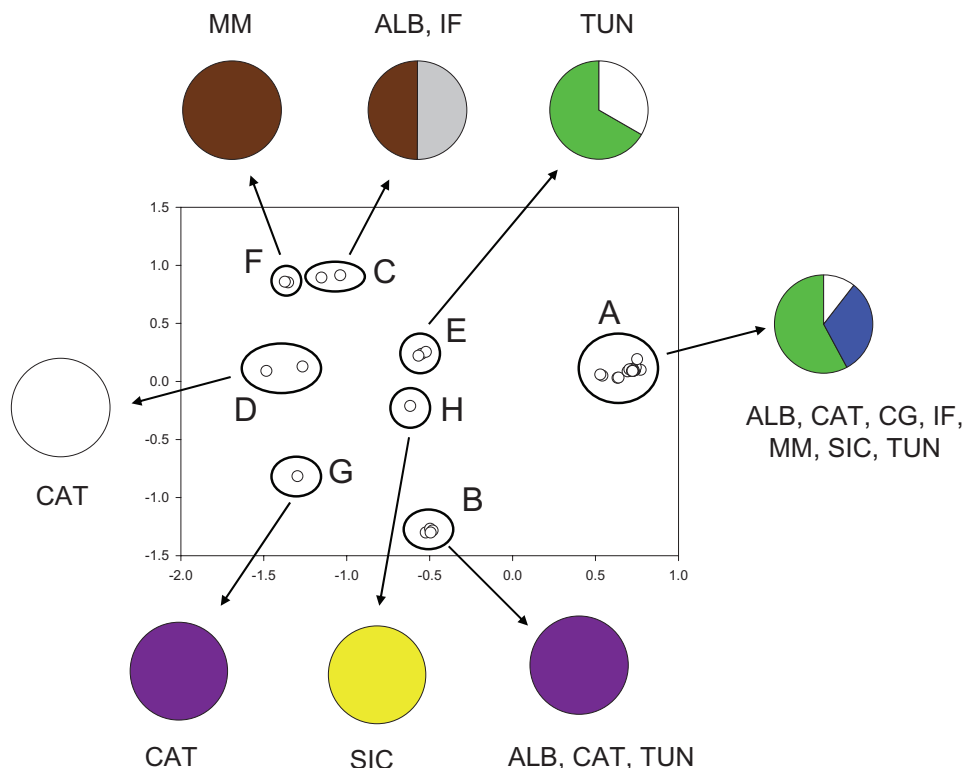 MM
ALB, IF
TUN
1.5
1.0
0.5
0.0
-0.5
-1.0
-1.5
-2.0
-1.5
-1.0
-0.5
0.0
0.5
1.0
F
C
E
A
D
H
G
B
CAT
ALB, CAT, CG, IF,
MM, SIC, TUN
CAT
SIC
ALB, CAT, TUN